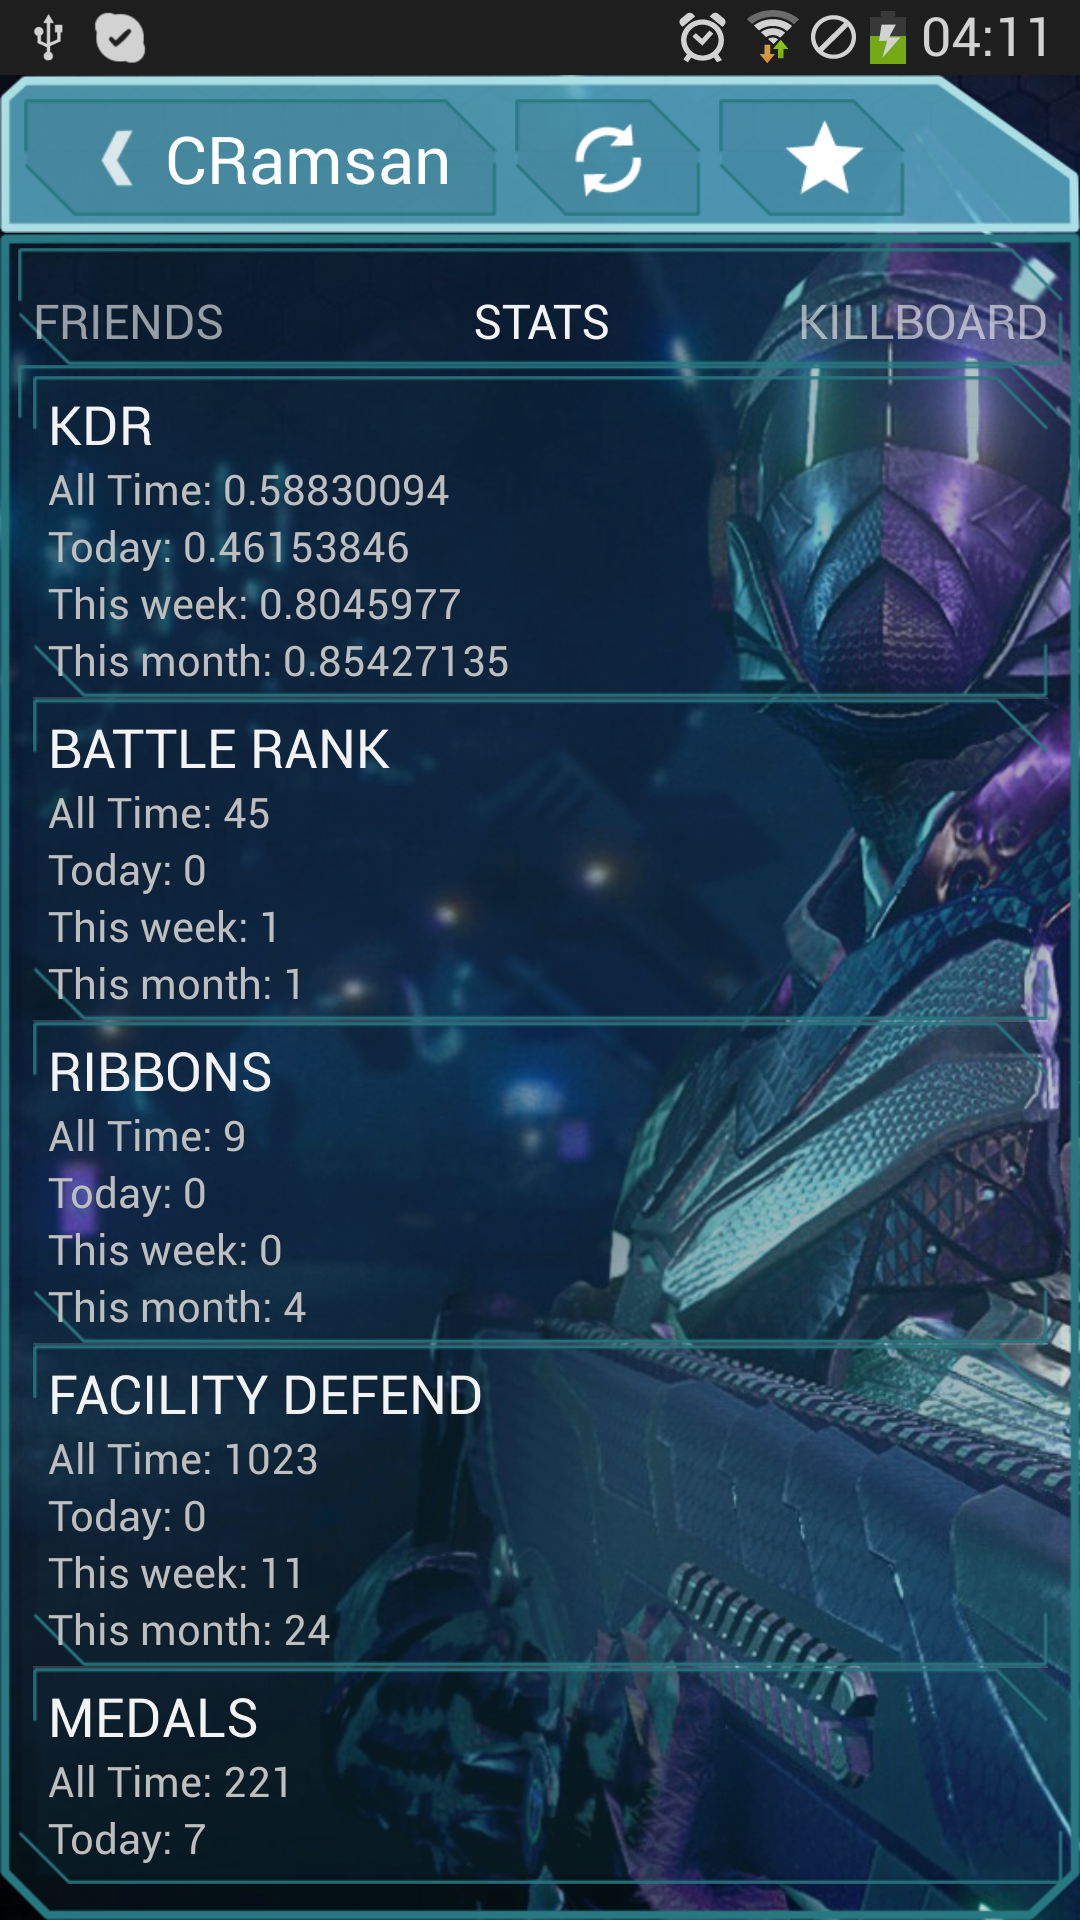 04:11
CRamsan
FRIENDS STATS KILLBOARD
KDR
All Time: 0.58830094
Today: 0.46153846
This week: 0.8045977
This month: 0.85427135
BATTLE RANK
All Time: 45
Today: 0
This week: 1
This month: 1
RIBBONS
All Time: 9
Today: 0
This week: 0
This month: 4
FACILITY DEFEND
All Time: 1023
Today: 0
This week: 11
This month: 24
MEDALS
All Time: 221
Today: 7